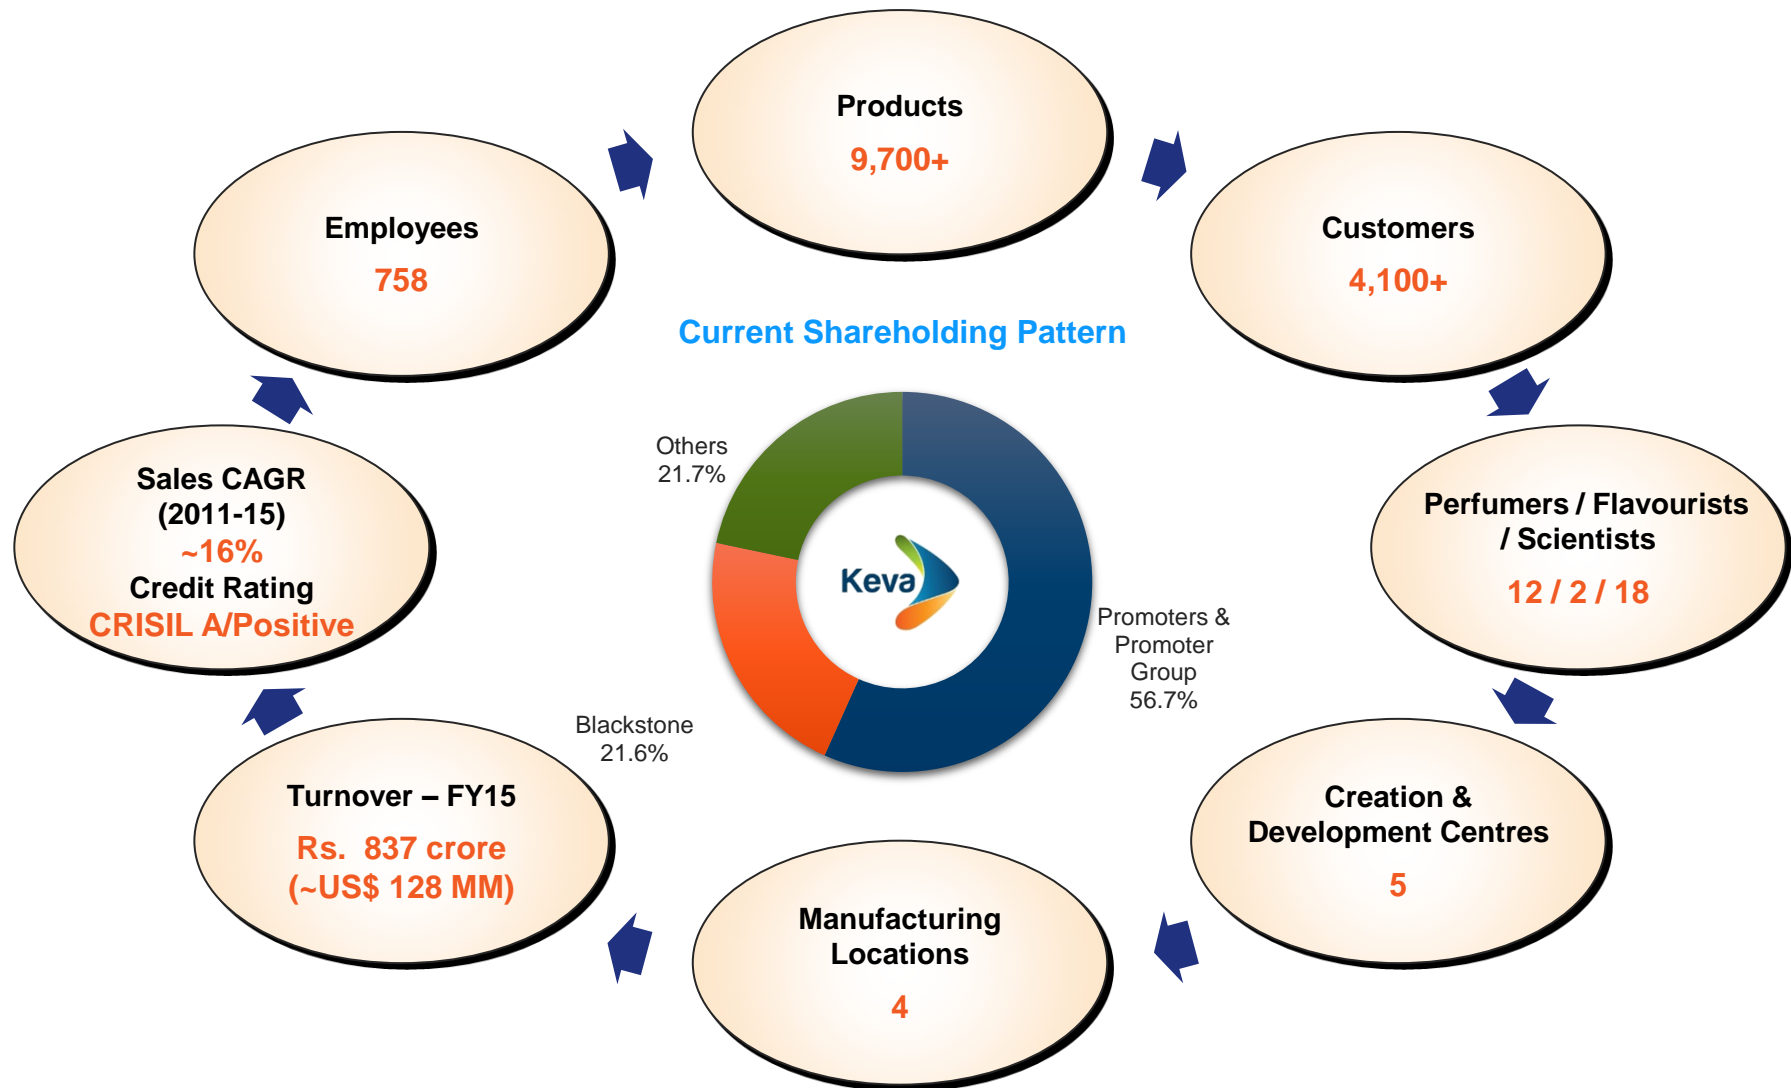 Products
9,700+
Employees
758
Customers
4,100+
Current Shareholding Pattern
Others
21.7%
Keva
Promoters &
Promoter
Group
56.7%
Blackstone
21.6%
Sales CAGR
(2011-15)
~16%
Credit Rating
CRISIL A/Positive
Perfumers / Flavourists
/ Scientists
12 / 2 / 18
Turnover – FY15
Rs.  837 crore
(~US$ 128 MM)
Creation &
Development Centres
5
Manufacturing
Locations
4